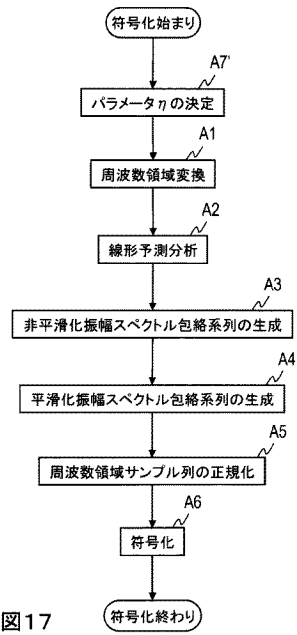 符号化始まり
A7'
パラメータηの決定
A1
周波数領域変換
A2
線形予測分析
A3
非平滑化振幅スペクトル包絡系列の生成
A4
平滑化振幅スペクトル包絡系列の生成
A5
周波数領域サンプル列の正規化
A6
符号化
符号化終わり
図17